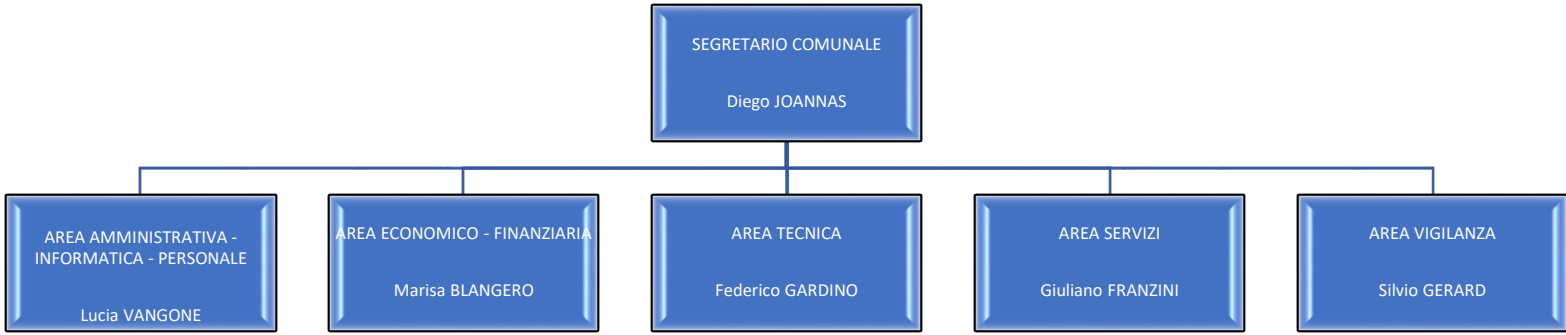 SEGRETARIO COMUNALE
Diego JOANNAS
AREA AMMINISTRATIVA -
INFORMATICA - PERSONALE
Lucia VANGONE
AREA ECONOMICO - FINANZIARIA
Marisa BLANGERO
AREA TECNICA
Federico GARDINO
AREA SERVIZI
Giuliano FRANZINI
AREA VIGILANZA
Silvio GERARD